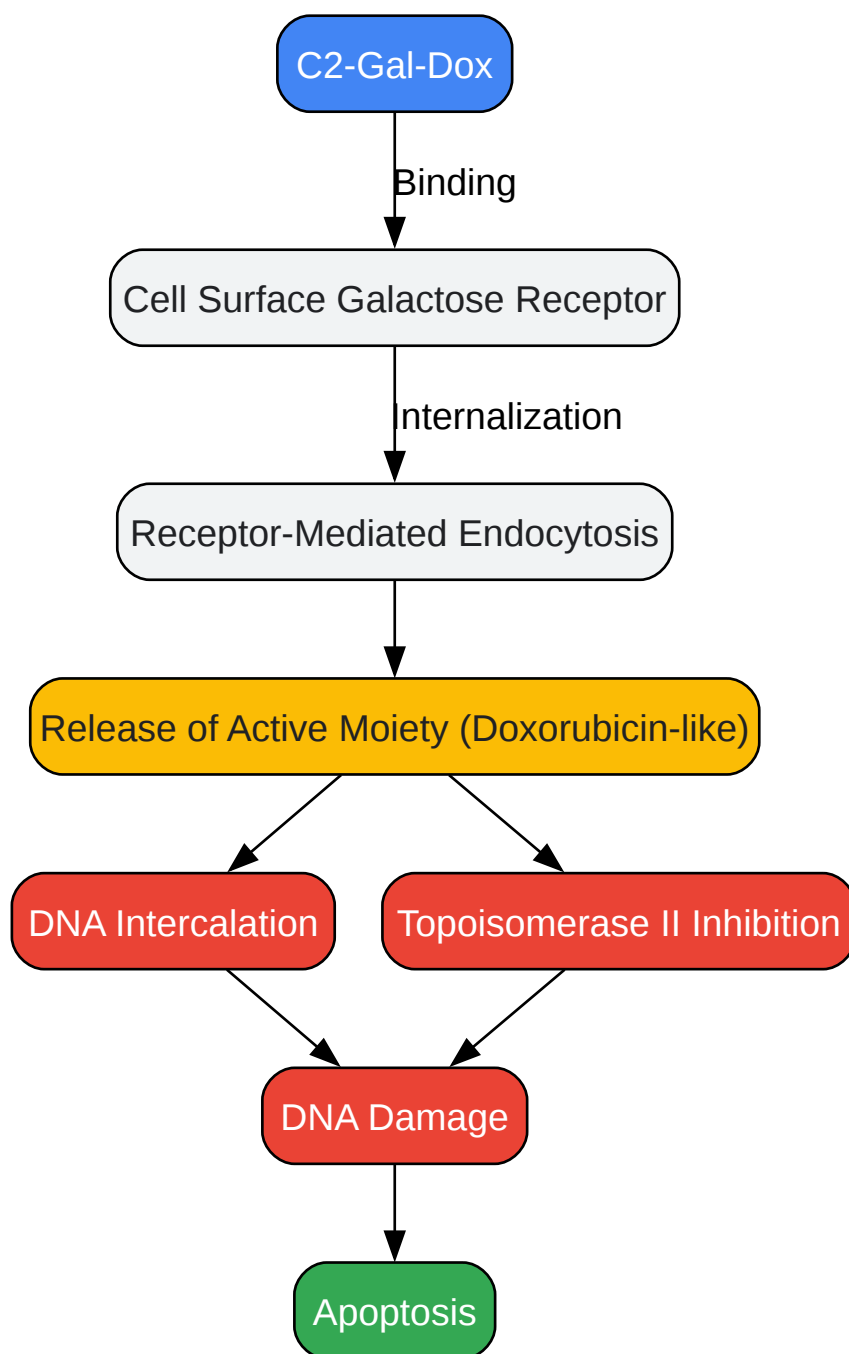 C2-Gal-Dox
Binding
Cell Surface Galactose Receptor
Internalization
Receptor-Mediated Endocytosis
Release of Active Moiety (Doxorubicin-like)
DNA Intercalation
Topoisomerase II Inhibition
DNA Damage
Apoptosis